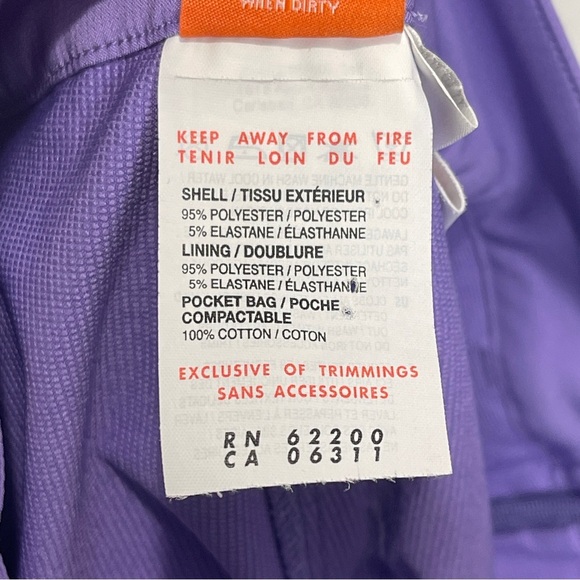 WHEN DIRTY
KEEP AWAY FROM FIRE
TENIR LOIN DU FEU
SHELL / TISSU EXTÉRIEUR
95% POLYESTER / POLYESTER
5% ELASTANE / ÉLASTHANNE
LINING / DOUBLURE
95% POLYESTER / POLYESTER
5% ELASTANE / ÉLASTHANNE
POCKET BAG / POCHE
COMPACTABLE
100% COTTON / COTON
EXCLUSIVE OF TRIMMINGS
SANS ACCESSOIRES
RN 62200
CA 06311